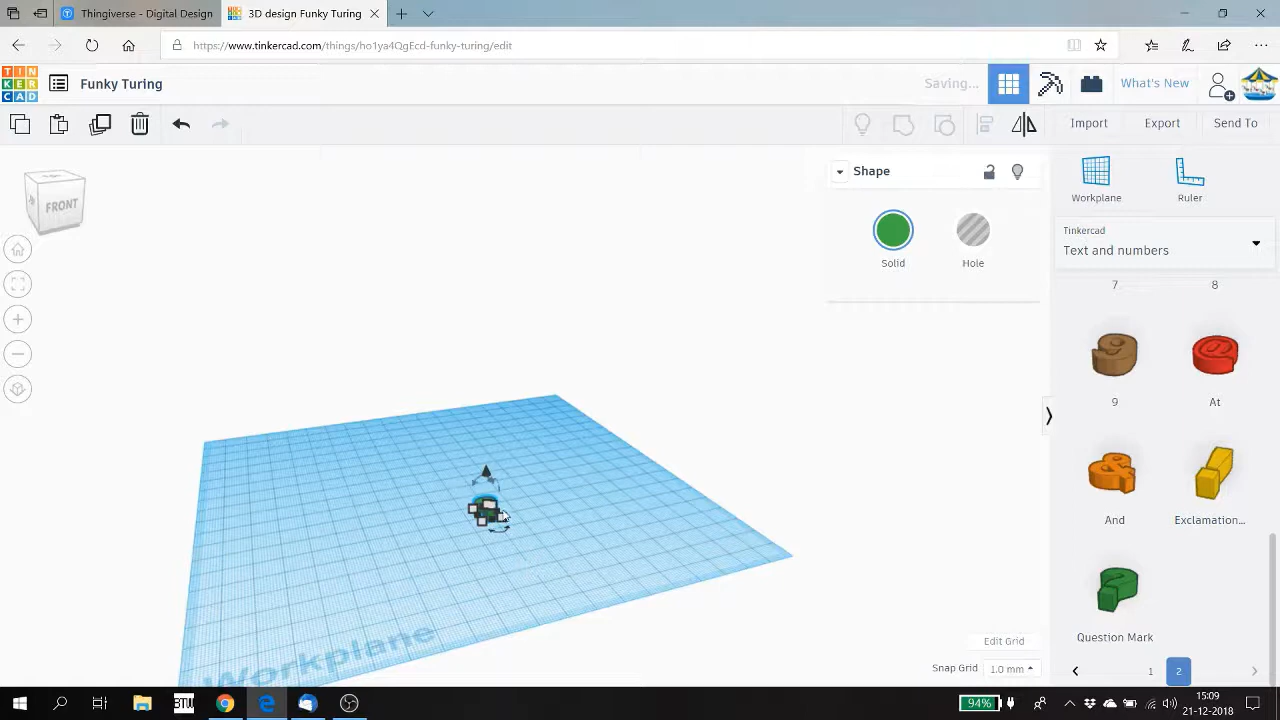 Thingiverse - Digital Design
3D design Funky Turing
https://www.tinkercad.com/things/ho1ya4QgEcd-funky-turing/edit
TIN
KER
CAD
Funky Turing
Saving...
What's New
Import
Export
Send To
FRONT
Shape
Solid
Hole
Workplane
Ruler
Tinkercad
Text and numbers
7
8
9
At
And
Exclamation...
Question Mark
1
2
Workplane
Edit Grid
Snap Grid
1.0 mm
BTW
94%
15:09
21-12-2018